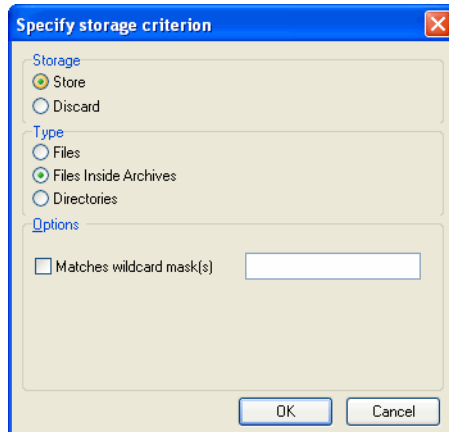 Specify storage criterion
Storage
Store
Discard
Type
Files
Files Inside Archives
Directories
Options
Matches wildcard mask(s)
OK Cancel